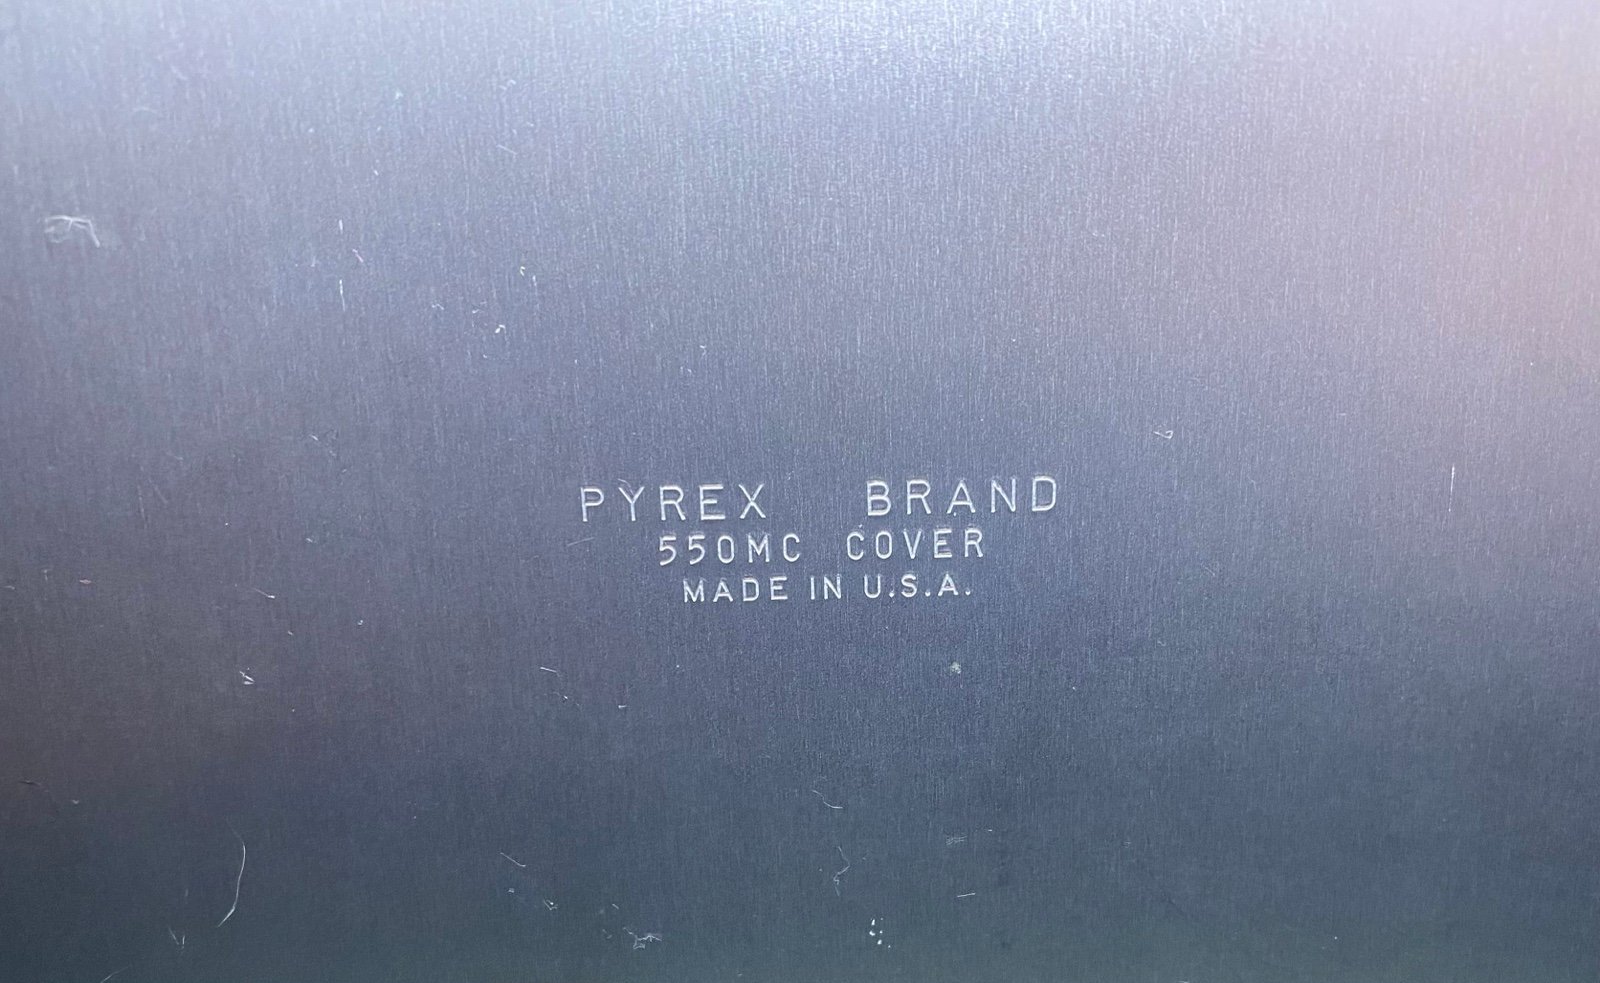 PYREX BRAND
550MC COVER
MADE IN U.S.A.